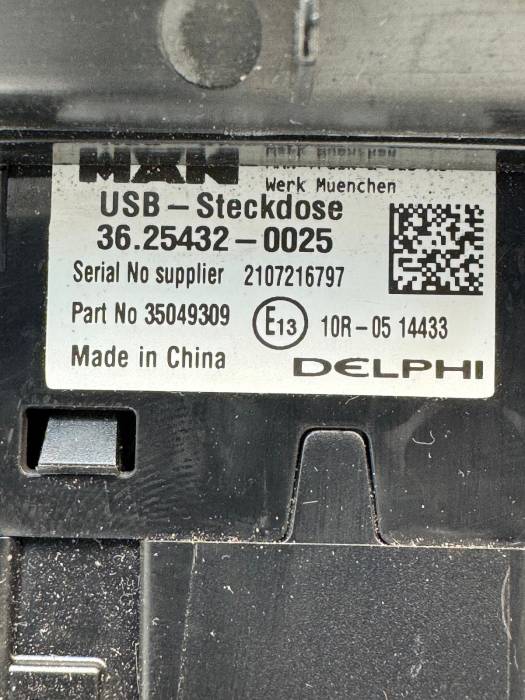 MAN
Werk Muenchen
USB – Steckdose
36.25432 – 0025
Serial No supplier 2107216797
Part No 35049309 E13 10R – 05 14433
Made in China DELPHI